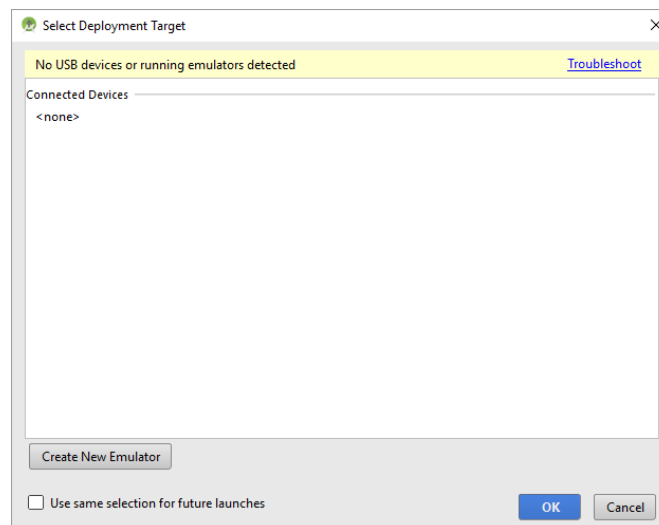 Select Deployment Target
No USB devices or running emulators detected Troubleshoot
Connected Devices
<none>
Create New Emulator
Use same selection for future launches
OK Cancel